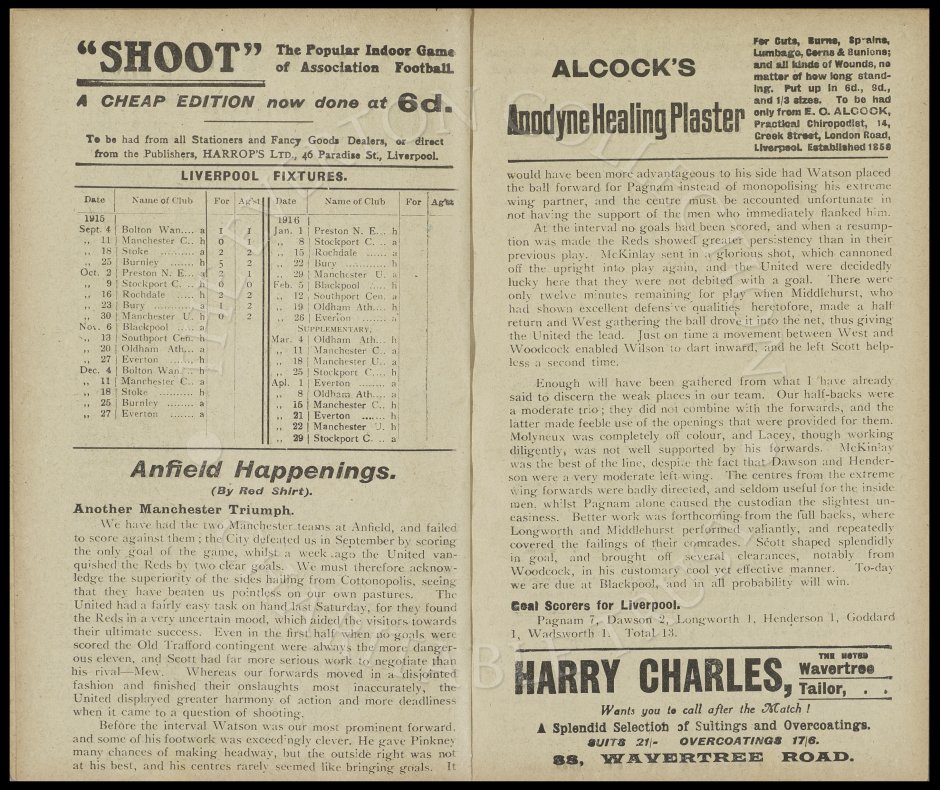 “SHOOT” The Popular Indoor Game
of Association Football.
A CHEAP EDITION now done at 6d.
To be had from all Stationers and Fancy Goods Dealers, or direct
from the Publishers, HARROP'S LTD., 46 Paradise St., Liverpool.
LIVERPOOL FIXTURES.
Date Name of Club For Ag'st
1915
Sept. 4 Bolton Wan.... a 1 1
„ 11 Manchester C.. h 0 1
„ 18 Stoke ........ a 2 2
„ 25 Burnley ....... h 5 2
Oct. 2 Preston N. E... a 2 1
„ 9 Stockport C. .. h 0 0
„ 16 Rochdale ...... h 2 2
„ 23 Bury .......... a 1 2
„ 30 Manchester U. h 0 2
Nov. 6 Blackpool ..... a
„ 13 Southport Cen. h
„ 20 Oldham Ath.... a
„ 27 Everton ....... h
Dec. 4 Bolton Wan.... h
„ 11 Manchester C.. a
„ 18 Stoke ......... h
„ 25 Burnley ....... a
„ 27 Everton ....... a
Date Name of Club For Ag'st
1916
Jan. 1 Preston N. E... h
„ 8 Stockport C. .. a
„ 15 Rochdale ...... a
„ 22 Bury .......... h
„ 29 Manchester U. a
Feb. 5 Blackpool ..... h
„ 12 Southport Cen. a
„ 19 Oldham Ath.... h
„ 26 Everton ....... a
SUPPLEMENTARY.
Mar. 4 Oldham Ath... h
„ 11 Manchester C.. a
„ 18 Manchester U.. a
„ 25 Stockport C.... h
Apl. 1 Everton ........ a
„ 8 Oldham Ath.... a
„ 15 Manchester C.. h
„ 21 Everton ....... h
„ 22 Manchester U. h
„ 29 Stockport C. .. a
Anfield Happenings.
(By Red Shirt).
Another Manchester Triumph.
We have had the two Manchester teams at Anfield, and failed
to score against them; the City defeated us in September by scoring
the only goal of the game, whilst a week ago the United van-
quished the Reds by two clear goals. We must therefore acknow-
ledge the superiority of the sides hailing from Cottonopolis, seeing
that they have beaten us pointless on our own pastures. The
United had a fairly easy task on hand last Saturday, for they found
the Reds in a very uncertain mood, which aided the visitors towards
their ultimate success. Even in the first half when no goals were
scored the Old Trafford contingent were always the more danger-
ous eleven, and Scott had far more serious work to negotiate than
his rival—Mew. Whereas our forwards moved in a disjointed
fashion and finished their onslaughts most inaccurately, the
United displayed greater harmony of action and more deadliness
when it came to a question of shooting.
Before the interval Watson was our most prominent forward,
and some of his footwork was exceedingly clever. He gave Pinkney
many chances of making headway, but the outside right was not
at his best, and his centres rarely seemed like bringing goals. It
ALCOCK'S
Anodyne Healing Plaster
For Cuts, Burns, Sprains,
Lumbago, Corns & Bunions;
and all kinds of Wounds, no
matter of how long stand-
ing. Put up in 6d., 9d.,
and 1/3 sizes. To be had
only from E. C. ALCOCK,
Practical Chiropodist, 14,
Creek Street, London Road,
Liverpool. Established 1858
would have been more advantageous to his side had Watson placed
the ball forward for Pagnam instead of monopolising his extreme
wing partner, and the centre must be accounted unfortunate in
not having the support of the men who immediately flanked him.
At the interval no goals had been scored, and when a resump-
tion was made the Reds showed greater persistency than in their
previous play. McKinlay sent in a glorious shot, which cannoned
off the upright into play again, and the United were decidedly
lucky here that they were not debited with a goal. There were
only twelve minutes remaining for play when Middlehurst, who
had shown excellent defensive qualities heretofore, made a half
return and West gathering the ball drove it into the net, thus giving
the United the lead. Just on time a movement between West and
Woodcock enabled Wilson to dart inward, and he left Scott help-
less a second time.
Enough will have been gathered from what I have already
said to discern the weak places in our team. Our half-backs were
a moderate trio; they did not combine with the forwards, and the
latter made feeble use of the openings that were provided for them.
Molyneux was completely off colour, and Lacey, though working
diligently, was not well supported by his forwards. McKinlay
was the best of the line, despite the fact that Dawson and Hender-
son were a very moderate left wing. The centres from the extreme
wing forwards were badly directed, and seldom useful for the inside
men, whilst Pagnam alone caused the custodian the slightest un-
easiness. Better work was forthcoming from the full backs, where
Longworth and Middlehurst performed valiantly, and repeatedly
covered the failings of their comrades. Scott shaped splendidly
in goal, and brought off several clearances, notably from
Woodcock, in his customary cool yet effective manner. To-day
we are due at Blackpool, and in all probability will win.
Goal Scorers for Liverpool.
Pagnam 7, Dawson 2, Longworth 1, Henderson 1, Goddard
1, Wadsworth 1. Total 13.
HARRY CHARLES, THE NOTED
Wavertree
Tailor, . .
Wants you to call after the Match!
A Splendid Selection of Suitings and Overcoatings.
SUITS 21/- OVERCOATINGS 17/6.
88, WAVERTREE ROAD.